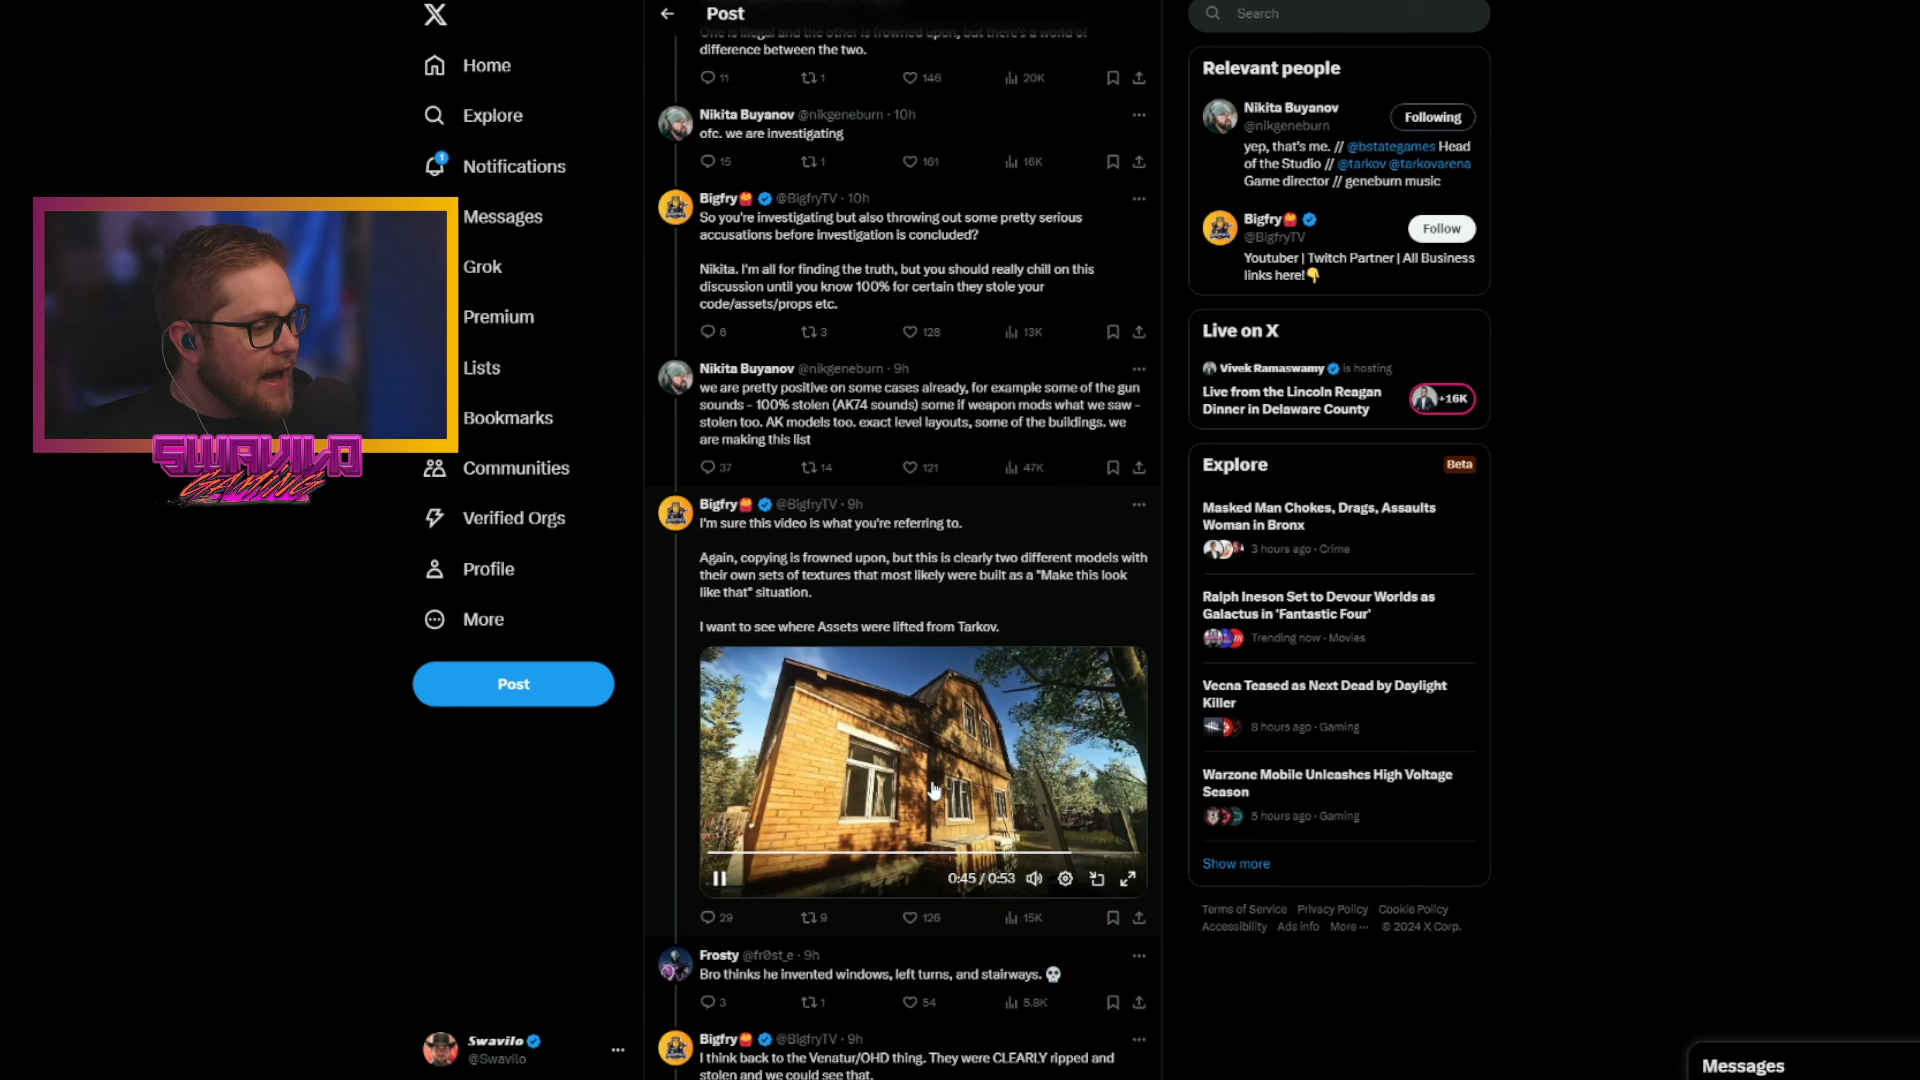 Home
Explore
1
Notifications
Messages
Grok
Premium
Lists
Bookmarks
Communities
Verified Orgs
Profile
More
Post
SWAVILO
GAMING
Swavilo
@Swavilo
Post
One is illegal and the other is frowned upon, but there's a world of
difference between the two.
11 1 146 20K
Nikita Buyanov @nikgeneburn · 10h
ofc. we are investigating
15 1 161 16K
Bigfry @BigfryTV · 10h
So you're investigating but also throwing out some pretty serious
accusations before investigation is concluded?
Nikita. I'm all for finding the truth, but you should really chill on this
discussion until you know 100% for certain they stole your
code/assets/props etc.
6 3 128 13K
Nikita Buyanov @nikgeneburn · 9h
we are pretty positive on some cases already, for example some of the gun
sounds - 100% stolen (AK74 sounds) some if weapon mods what we saw -
stolen too. AK models too. exact level layouts, some of the buildings. we
are making this list
37 14 121 47K
Bigfry @BigfryTV · 9h
I'm sure this video is what you're referring to.
Again, copying is frowned upon, but this is clearly two different models with
their own sets of textures that most likely were built as a "Make this look
like that" situation.
I want to see where Assets were lifted from Tarkov.
0:45 / 0:53
29 9 126 15K
Frosty @fr0st_e · 9h
Bro thinks he invented windows, left turns, and stairways. 💀
3 1 54 5.8K
Bigfry @BigfryTV · 9h
I think back to the Venatur/OHD thing. They were CLEARLY ripped and
stolen and we could see that.
Search
Relevant people
Nikita Buyanov
@nikgeneburn
Following
yep, that's me. // @bstategames Head
of the Studio // @tarkov @tarkovarena
Game director // geneburn music
Bigfry
@BigfryTV
Follow
Youtuber | Twitch Partner | All Business
links here!👇
Live on X
Vivek Ramaswamy is hosting
Live from the Lincoln Reagan
Dinner in Delaware County
+16K
Explore
Beta
Masked Man Chokes, Drags, Assaults
Woman in Bronx
3 hours ago · Crime
Ralph Ineson Set to Devour Worlds as
Galactus in 'Fantastic Four'
Trending now · Movies
Vecna Teased as Next Dead by Daylight
Killer
8 hours ago · Gaming
Warzone Mobile Unleashes High Voltage
Season
5 hours ago · Gaming
Show more
Terms of Service Privacy Policy Cookie Policy
Accessibility Ads info More ··· © 2024 X Corp.
Messages